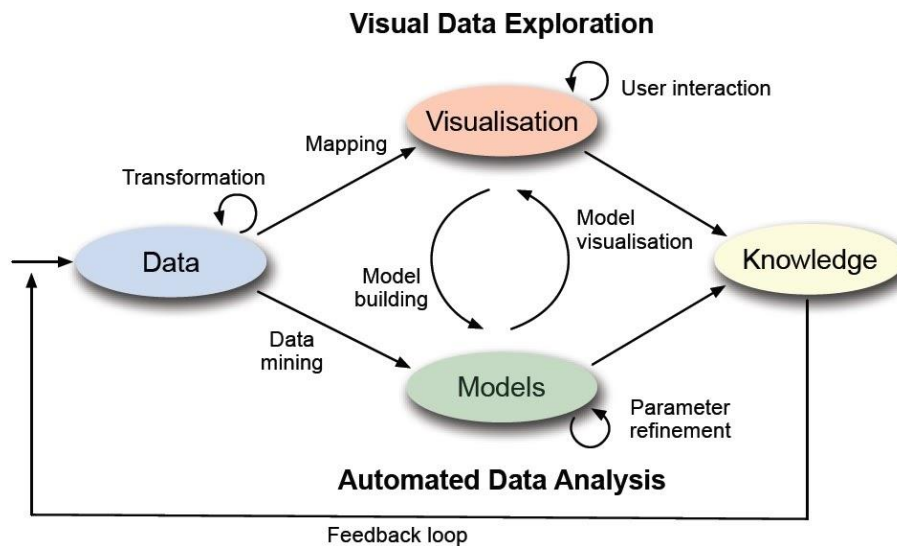 Visual Data Exploration
User interaction
Visualisation
Mapping
Transformation
Model
visualisation
Data
Knowledge
Model
building
Data
mining
Models
Parameter
refinement
Automated Data Analysis
Feedback loop